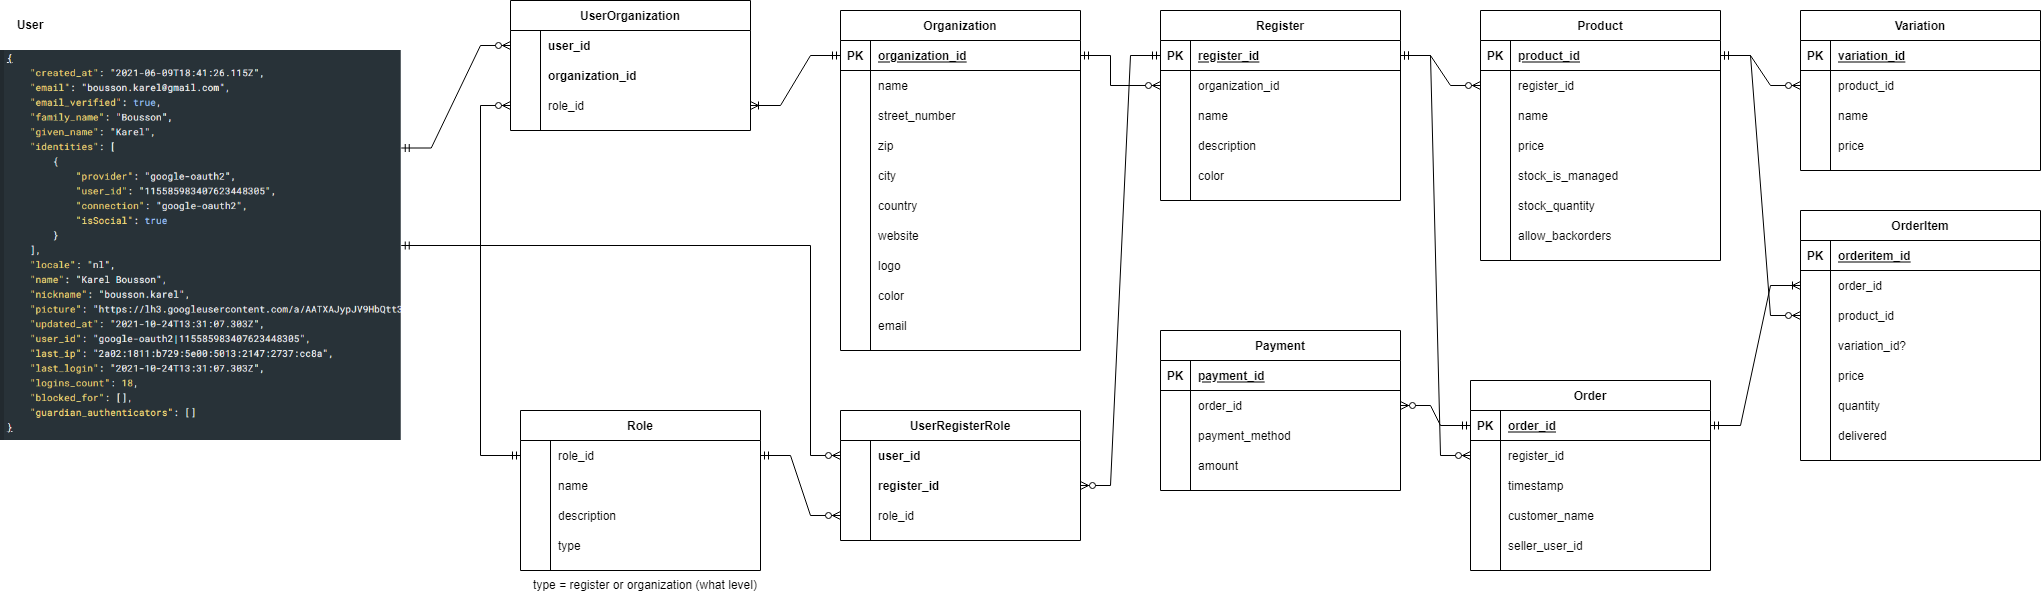 User
{
"created_at": "2021-06-09T18:41:26.115Z",
"email": "bousson.karel@gmail.com",
"email_verified": true,
"family_name": "Bousson",
"given_name": "Karel",
"identities": [
{
"provider": "google-oauth2",
"user_id": "115585983407623448305",
"connection": "google-oauth2",
"isSocial": true
}
],
"locale": "nl",
"name": "Karel Bousson",
"nickname": "bousson.karel",
"picture": "https://lh3.googleusercontent.com/a/AATXAJypJV9HbQtt3
"updated_at": "2021-10-24T13:31:07.303Z",
"user_id": "google-oauth2|115585983407623448305",
"last_ip": "2a02:1811:b729:5e00:5013:2147:2737:cc8a",
"last_login": "2021-10-24T13:31:07.303Z",
"logins_count": 18,
"blocked_for": [],
"guardian_authenticators": []
}
UserOrganization
user_id
organization_id
role_id
Organization
PK organization_id
name
street_number
zip
city
country
website
logo
color
email
Register
PK register_id
organization_id
name
description
color
Product
PK product_id
register_id
name
price
stock_is_managed
stock_quantity
allow_backorders
Variation
PK variation_id
product_id
name
price
OrderItem
PK orderitem_id
order_id
product_id
variation_id?
price
quantity
delivered
Payment
PK payment_id
order_id
payment_method
amount
Order
PK order_id
register_id
timestamp
customer_name
seller_user_id
Role
role_id
name
description
type
type = register or organization (what level)
UserRegisterRole
user_id
register_id
role_id